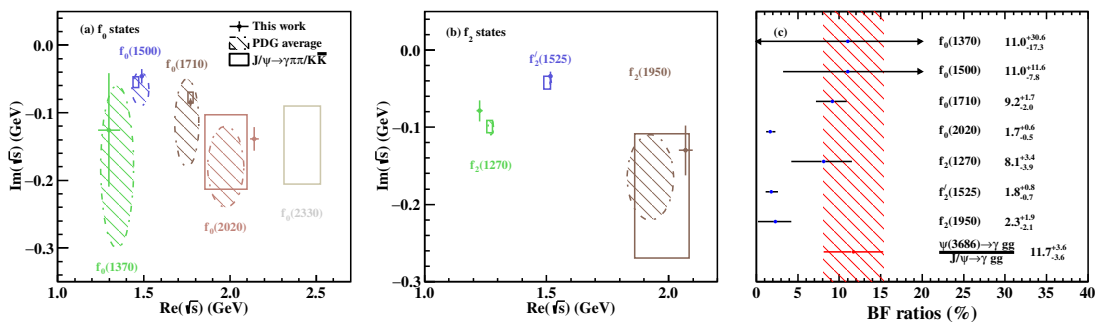 (a) f₀ states
This work
PDG average
J/ψ→γππ/KK̅
f₀(1500)
f₀(1710)
f₀(1370)
f₀(2020)
f₀(2330)
0.0
−0.1
−0.2
−0.3
1.0
1.5
2.0
2.5
Im(√s) (GeV)
Re(√s) (GeV)
(b) f₂ states
f₂′(1525)
f₂(1950)
f₂(1270)
0.0
−0.1
−0.2
−0.3
1.0
1.5
2.0
Im(√s) (GeV)
Re(√s) (GeV)
(c)
f₀(1370) 11.0 +30.6 −17.3
f₀(1500) 11.0 +11.6 −7.8
f₀(1710) 9.2 +1.7 −2.0
f₀(2020) 1.7 +0.6 −0.5
f₂(1270) 8.1 +3.4 −3.9
f₂′(1525) 1.8 +0.8 −0.7
f₂(1950) 2.3 +1.9 −2.1
ψ(3686)→γ gg
J/ψ→γ gg
11.7 +3.6 −3.6
0 5 10 15 20 25 30 35 40
BF ratios (%)